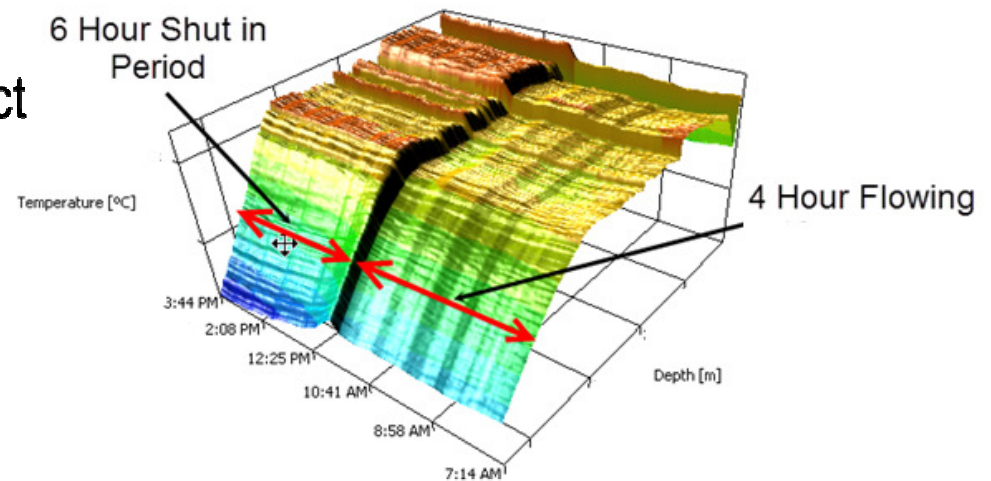 6 Hour Shut in
Period
ct
Temperature [ºC]
4 Hour Flowing
3:44 PM
2:08 PM
12:25 PM
10:41 AM
8:58 AM
7:14 AM
Depth [m]